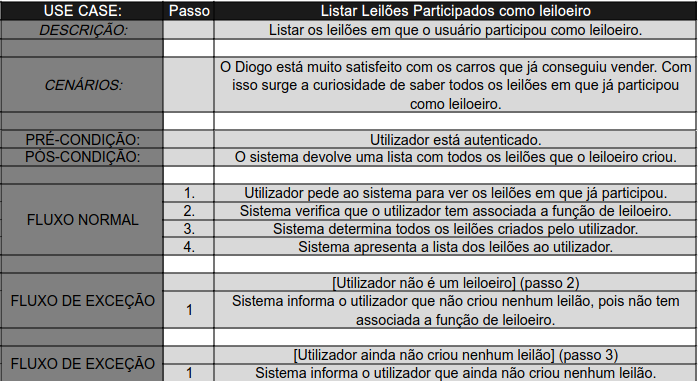 USE CASE: Passo Listar Leilões Participados como leiloeiro
DESCRIÇÃO: Listar os leilões em que o usuário participou como leiloeiro.
CENÁRIOS:
O Diogo está muito satisfeito com os carros que já conseguiu vender. Com
isso surge a curiosidade de saber todos os leilões em que já participou
como leiloeiro.
PRÉ-CONDIÇÃO: Utilizador está autenticado.
PÓS-CONDIÇÃO: O sistema devolve uma lista com todos os leilões que o leiloeiro criou.
FLUXO NORMAL
1. Utilizador pede ao sistema para ver os leilões em que já participou.
2. Sistema verifica que o utilizador tem associada a função de leiloeiro.
3. Sistema determina todos os leilões criados pelo utilizador.
4. Sistema apresenta a lista dos leilões ao utilizador.
FLUXO DE EXCEÇÃO
[Utilizador não é um leiloeiro] (passo 2)
1 Sistema informa o utilizador que não criou nenhum leilão, pois não tem
associada a função de leiloeiro.
FLUXO DE EXCEÇÃO
[Utilizador ainda não criou nenhum leilão] (passo 3)
1 Sistema informa o utilizador que ainda não criou nenhum leilão.